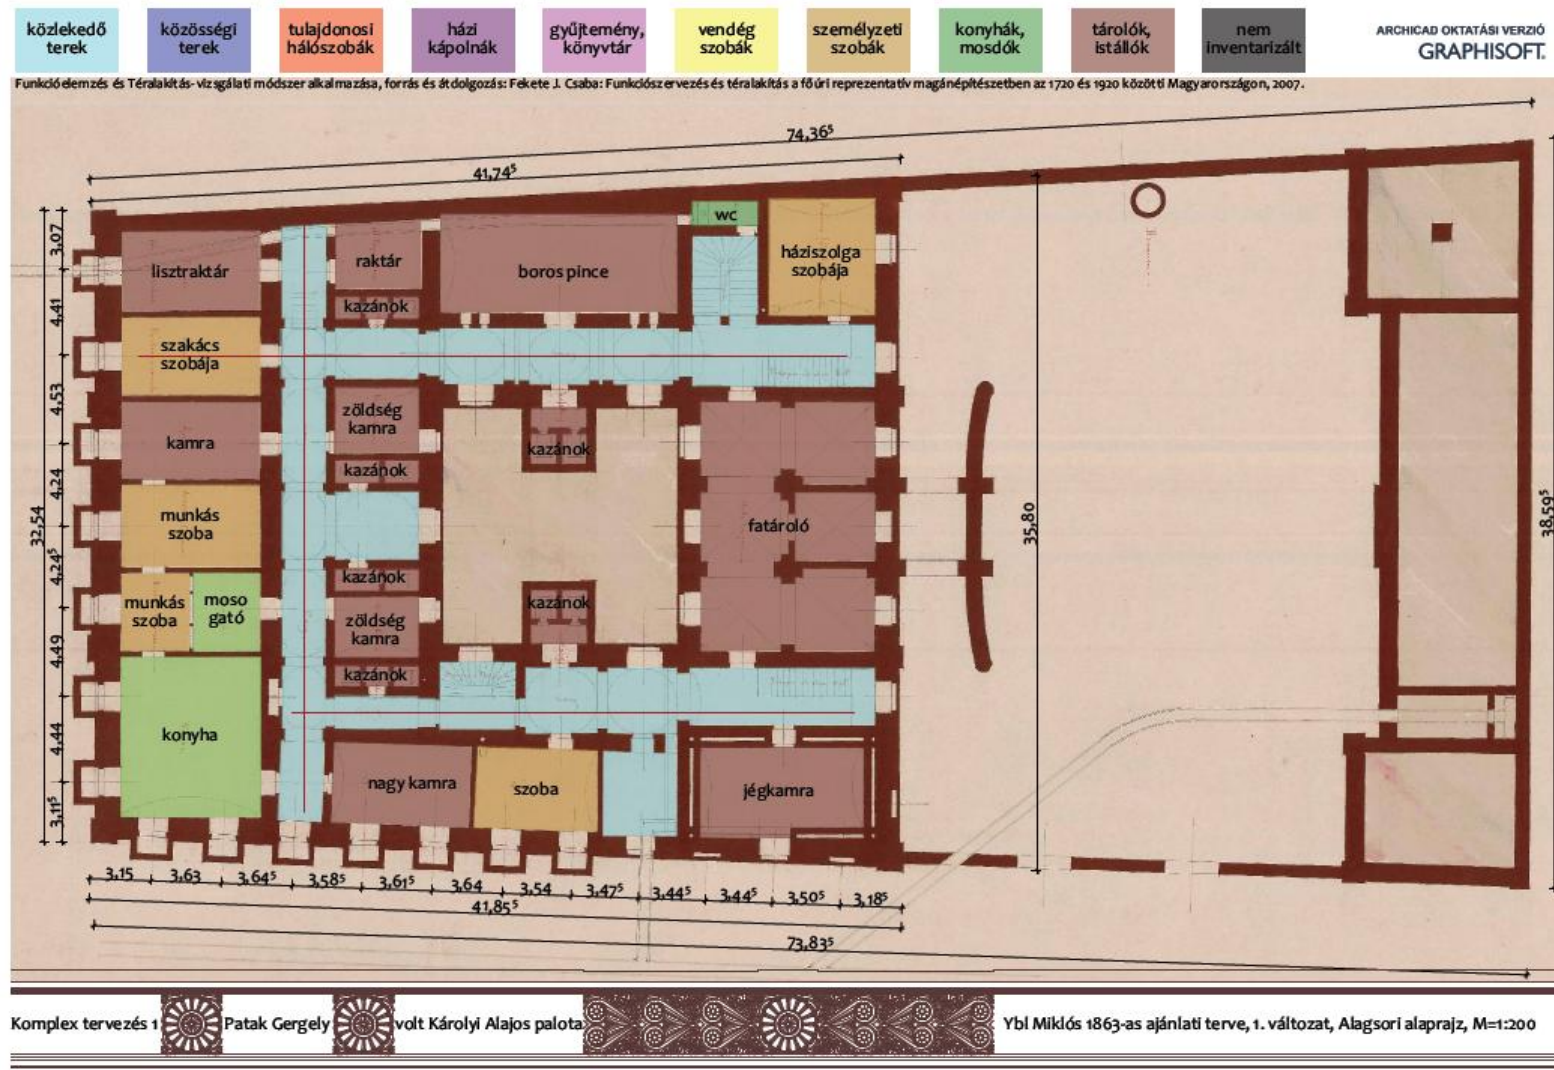 közlekedő
terek
közösségi
terek
tulajdonosi
hálószobák
házi
kápolnák
gyűjtemény,
könyvtár
vendég
szobák
személyzeti
szobák
konyhák,
mosdók
tárolók,
istállók
nem
inventarizált
ARCHICAD OKTATÁSI VERZIÓ
GRAPHISOFT.
Funkcióelemzés és Téralakítás- vizsgálati módszer alkalmazása, forrás és átdolgozás: Fekete J. Csaba: Funkciószervezés és téralakítás a főúri reprezentatív magánépítészetben az 1720 és 1920 közötti Magyarországon, 2007.
74,36⁵
41,74⁵
3,07
4,41
4,53
4,24
4,24⁵
4,49
4,44
3,11⁵
32,54
35,80
38,59⁵
lisztraktár
raktár
boros pince
wc
háziszolga
szobája
kazánok
szakács
szobája
kamra
zöldség
kamra
kazánok
kazánok
munkás
szoba
fatároló
munkás
szoba
moso
gató
kazánok
zöldség
kamra
kazánok
kazánok
konyha
nagy kamra
szoba
jégkamra
3,15
3,63
3,64⁵
3,58⁵
3,61⁵
3,64
3,54
3,47⁵
3,44⁵
3,44⁵
3,50⁵
3,18⁵
41,85⁵
73,83⁵
Komplex tervezés 1
Patak Gergely
volt Károlyi Alajos palota
Ybl Miklós 1863-as ajánlati terve, 1. változat, Alagsori alaprajz, M=1:200